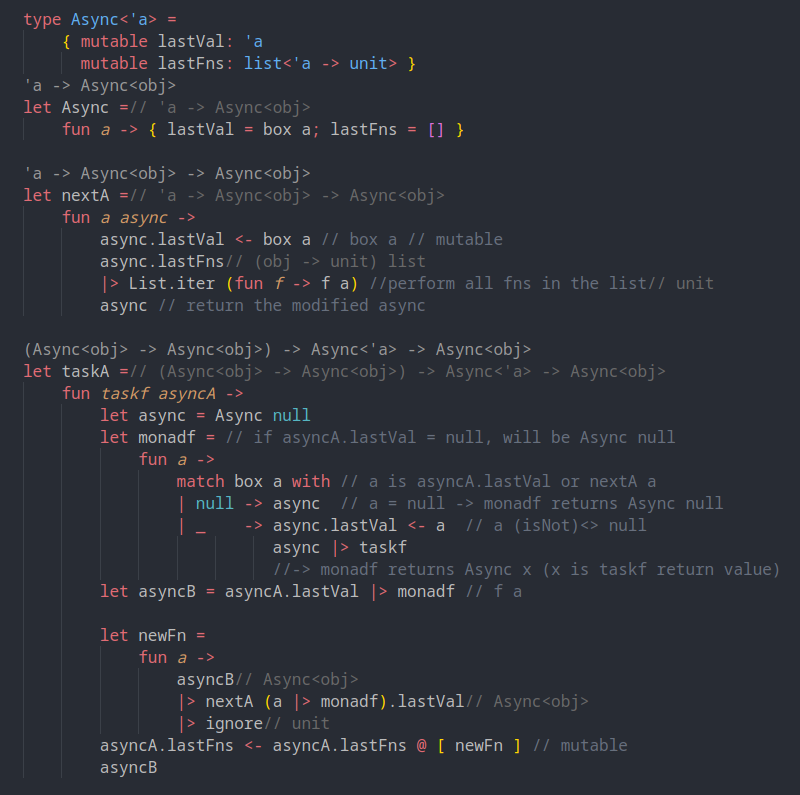 type Async<'a> =
    { mutable lastVal: 'a
      mutable lastFns: list<'a -> unit> }
'a -> Async<obj>
let Async =// 'a -> Async<obj>
    fun a -> { lastVal = box a; lastFns = [] }
'a -> Async<obj> -> Async<obj>
let nextA =// 'a -> Async<obj> -> Async<obj>
    fun a async ->
        async.lastVal <- box a // box a // mutable
        async.lastFns// (obj -> unit) list
        |> List.iter (fun f -> f a) //perform all fns in the list// unit
        async // return the modified async
(Async<obj> -> Async<obj>) -> Async<'a> -> Async<obj>
let taskA =// (Async<obj> -> Async<obj>) -> Async<'a> -> Async<obj>
    fun taskf asyncA ->
        let async = Async null
        let monadf = // if asyncA.lastVal = null, will be Async null
            fun a ->
                match box a with // a is asyncA.lastVal or nextA a
                | null -> async  // a = null -> monadf returns Async null
                | _    -> async.lastVal <- a  // a (isNot)<> null
                          async |> taskf
                          //-> monadf returns Async x (x is taskf return value)
        let asyncB = asyncA.lastVal |> monadf // f a
        let newFn =
            fun a ->
                asyncB// Async<obj>
                |> nextA (a |> monadf).lastVal// Async<obj>
                |> ignore// unit
        asyncA.lastFns <- asyncA.lastFns @ [ newFn ] // mutable
        asyncB